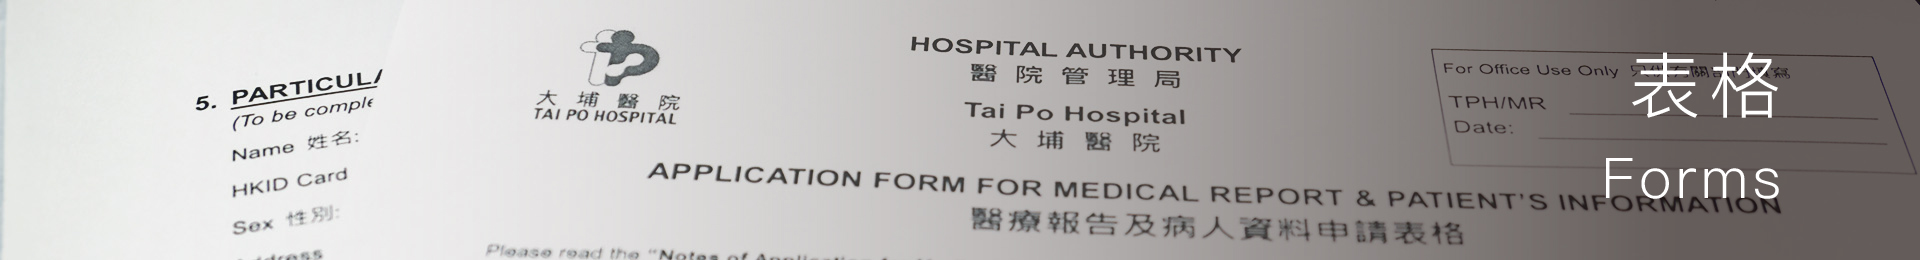 5. PARTICULA
(To be comple
Name 姓名:
HKID Card
Sex 性別:
Address
大埔醫院
TAI PO HOSPITAL
HOSPITAL AUTHORITY
醫院管理局
Tai Po Hospital
大埔醫院
APPLICATION FORM FOR MEDICAL REPORT & PATIENT'S INFORMATION
醫療報告及病人資料申請表格
Please read the "Notes of Application for
For Office Use Only
TPH/MR
Date:
表格
Forms